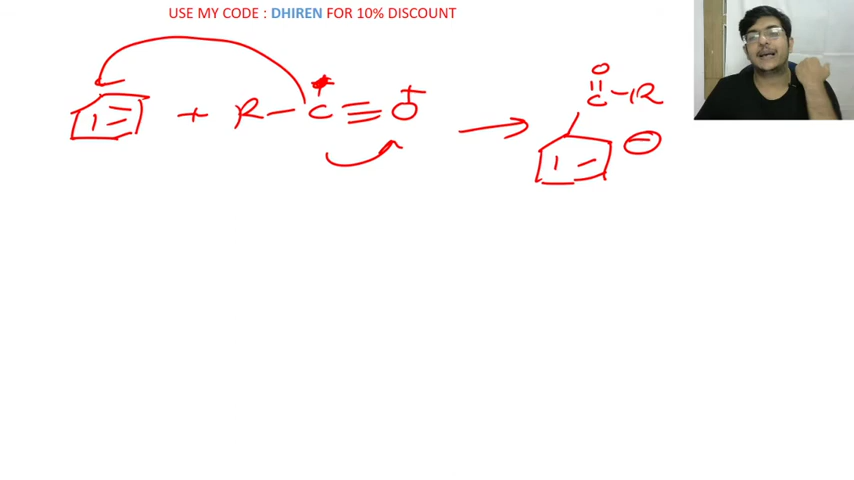 USE MY CODE : DHIREN FOR 10% DISCOUNT
+ R — C ≡ O +
O
C - R